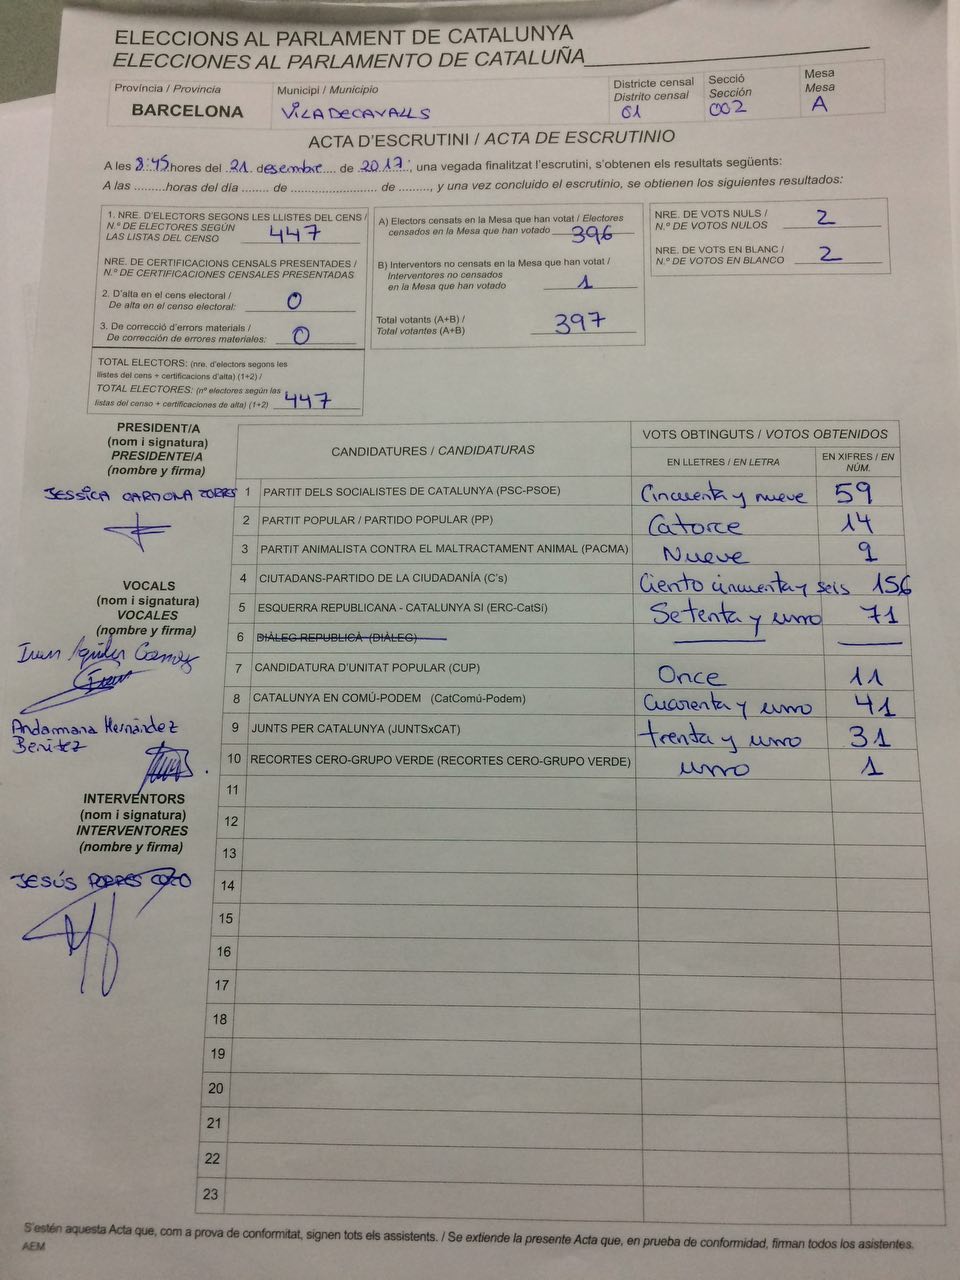 ELECCIONS AL PARLAMENT DE CATALUNYA
ELECCIONES AL PARLAMENTO DE CATALUÑA
Província / Provincia
BARCELONA
Municipi / Municipio
VILADECAVALLS
Districte censal
Distrito censal
01
Secció
Sección
002
Mesa
Mesa
A
ACTA D'ESCRUTINI / ACTA DE ESCRUTINIO
A les 8:45 hores del 21 desembre de 2017, una vegada finalitzat l'escrutini, s'obtenen els resultats següents:
A las .........horas del día ....... de ..................... de ........., y una vez concluido el escrutinio, se obtienen los siguientes resultados:
1. NRE. D'ELECTORS SEGONS LES LLISTES DEL CENS /
N.º DE ELECTORES SEGÚN
LAS LISTAS DEL CENSO 447
NRE. DE CERTIFICACIONS CENSALS PRESENTADES /
N.º DE CERTIFICACIONES CENSALES PRESENTADAS
2. D'alta en el cens electoral /
De alta en el censo electoral: 0
3. De correcció d'errors materials /
De corrección de errores materiales: 0
TOTAL ELECTORS: (nre. d'electors segons les
llistes del cens + certificacions d'alta) (1+2) /
TOTAL ELECTORES: (nº electores según las
listas del censo + certificaciones de alta) (1+2) 447
A) Electors censats en la Mesa que han votat / Electores
censados en la Mesa que han votado 396
B) Interventors no censats en la Mesa que han votat /
Interventores no censados
en la Mesa que han votado 1
Total votants (A+B) /
Total votantes (A+B) 397
NRE. DE VOTS NULS /
N.º DE VOTOS NULOS 2
NRE. DE VOTS EN BLANC /
N.º DE VOTOS EN BLANCO 2
PRESIDENT/A
(nom i signatura)
PRESIDENTE/A
(nombre y firma)
JESSICA CARMONA TORRES
VOCALS
(nom i signatura)
VOCALES
(nombre y firma)
Andamana Hernández
Benítez
INTERVENTORS
(nom i signatura)
INTERVENTORES
(nombre y firma)
JESÚS
CANDIDATURES / CANDIDATURAS
VOTS OBTINGUTS / VOTOS OBTENIDOS
EN LLETRES / EN LETRA
EN XIFRES / EN
NÚM.
1 PARTIT DELS SOCIALISTES DE CATALUNYA (PSC-PSOE) Cincuenta y nueve 59
2 PARTIT POPULAR / PARTIDO POPULAR (PP) Catorce 14
3 PARTIT ANIMALISTA CONTRA EL MALTRACTAMENT ANIMAL (PACMA) Nueve 9
4 CIUTADANS-PARTIDO DE LA CIUDADANÍA (C's) Ciento cincuenta y seis 156
5 ESQUERRA REPUBLICANA - CATALUNYA SI (ERC-CatSí) Setenta y uno 71
6 DIÀLEG REPUBLICÀ (DIÀLEG)
7 CANDIDATURA D'UNITAT POPULAR (CUP) Once 11
8 CATALUNYA EN COMÚ-PODEM (CatComú-Podem) Cuarenta y uno 41
9 JUNTS PER CATALUNYA (JUNTSxCAT) trenta y uno 31
10 RECORTES CERO-GRUPO VERDE (RECORTES CERO-GRUPO VERDE) uno 1
11
12
13
14
15
16
17
18
19
20
21
22
23
S'estén aquesta Acta que, com a prova de conformitat, signen tots els assistents. / Se extiende la presente Acta que, en prueba de conformidad, firman todos los asistentes.
AEM